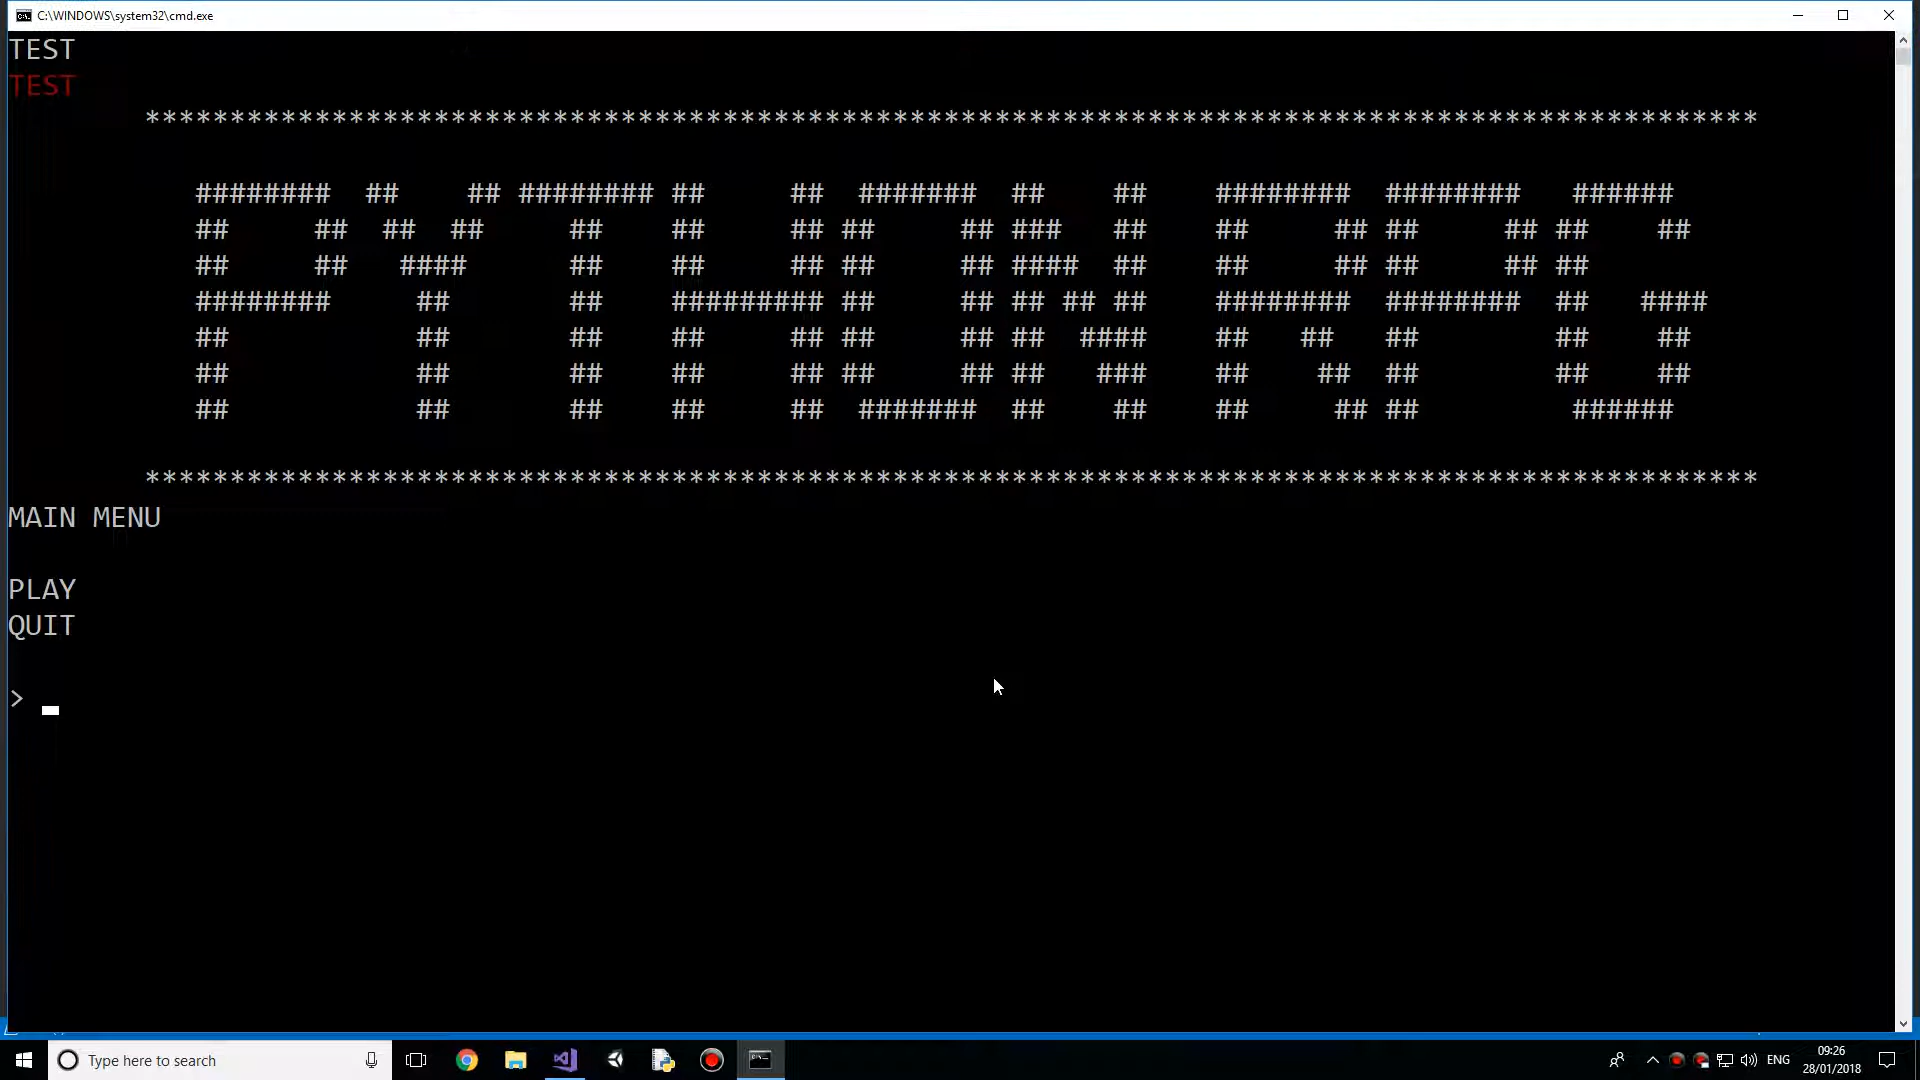 C:\WINDOWS\system32\cmd.exe
TEST
TEST
***********************************************************************************************
########  ##    ## ######## ##     ##  #######  ##    ##    ########  ########   ######
##     ##  ##  ##     ##    ##     ## ##     ## ###   ##    ##     ## ##     ## ##    ##
##     ##   ####      ##    ##     ## ##     ## ####  ##    ##     ## ##     ## ##
########     ##       ##    ######### ##     ## ## ## ##    ########  ########  ##   ####
##           ##       ##    ##     ## ##     ## ##  ####    ##   ##   ##        ##    ##
##           ##       ##    ##     ## ##     ## ##   ###    ##    ##  ##        ##    ##
##           ##       ##    ##     ##  #######  ##    ##    ##     ## ##         ######
***********************************************************************************************
MAIN MENU
PLAY
QUIT
>
Type here to search
ENG
09:26
28/01/2018